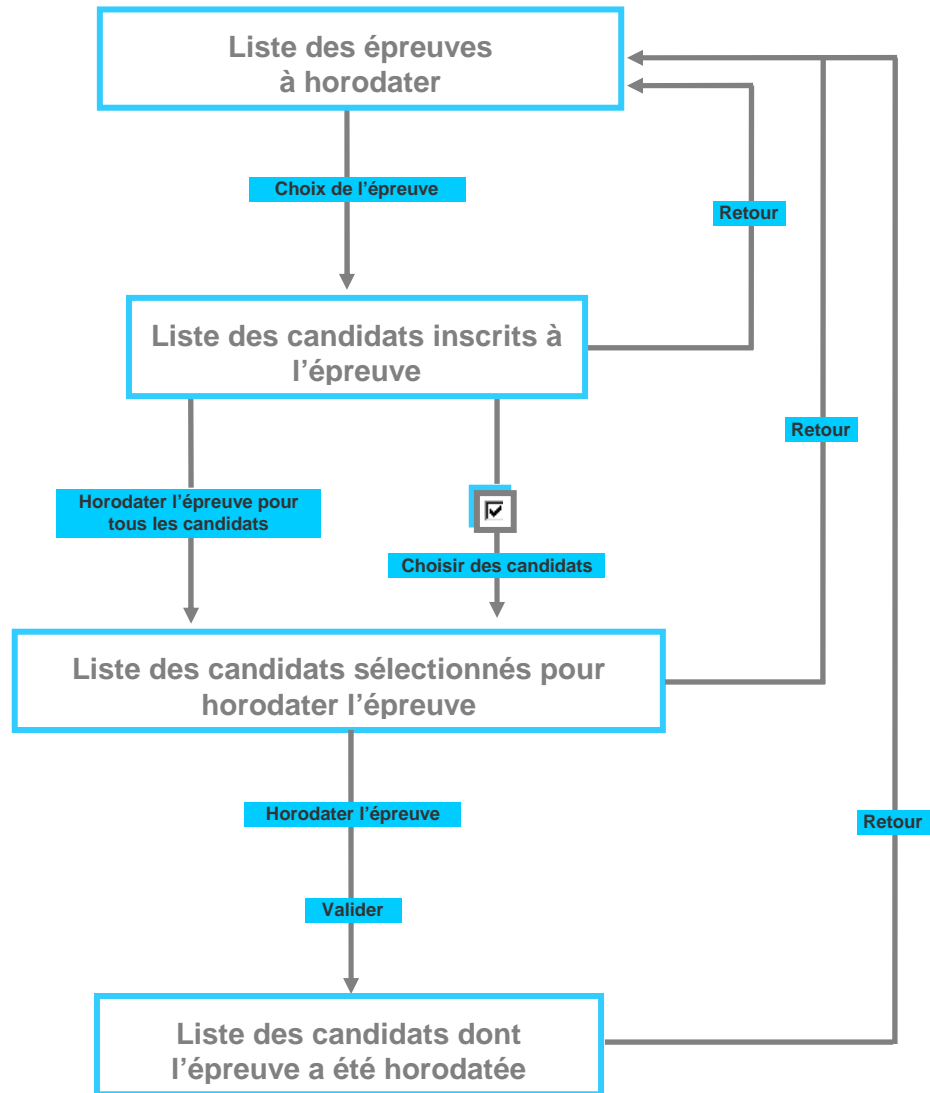 Liste des épreuves
à horodater
Choix de l’épreuve
Retour
Liste des candidats inscrits à
l’épreuve
Retour
Horodater l’épreuve pour
tous les candidats
Choisir des candidats
Liste des candidats sélectionnés pour
horodater l’épreuve
Horodater l’épreuve
Retour
Valider
Liste des candidats dont
l’épreuve a été horodatée